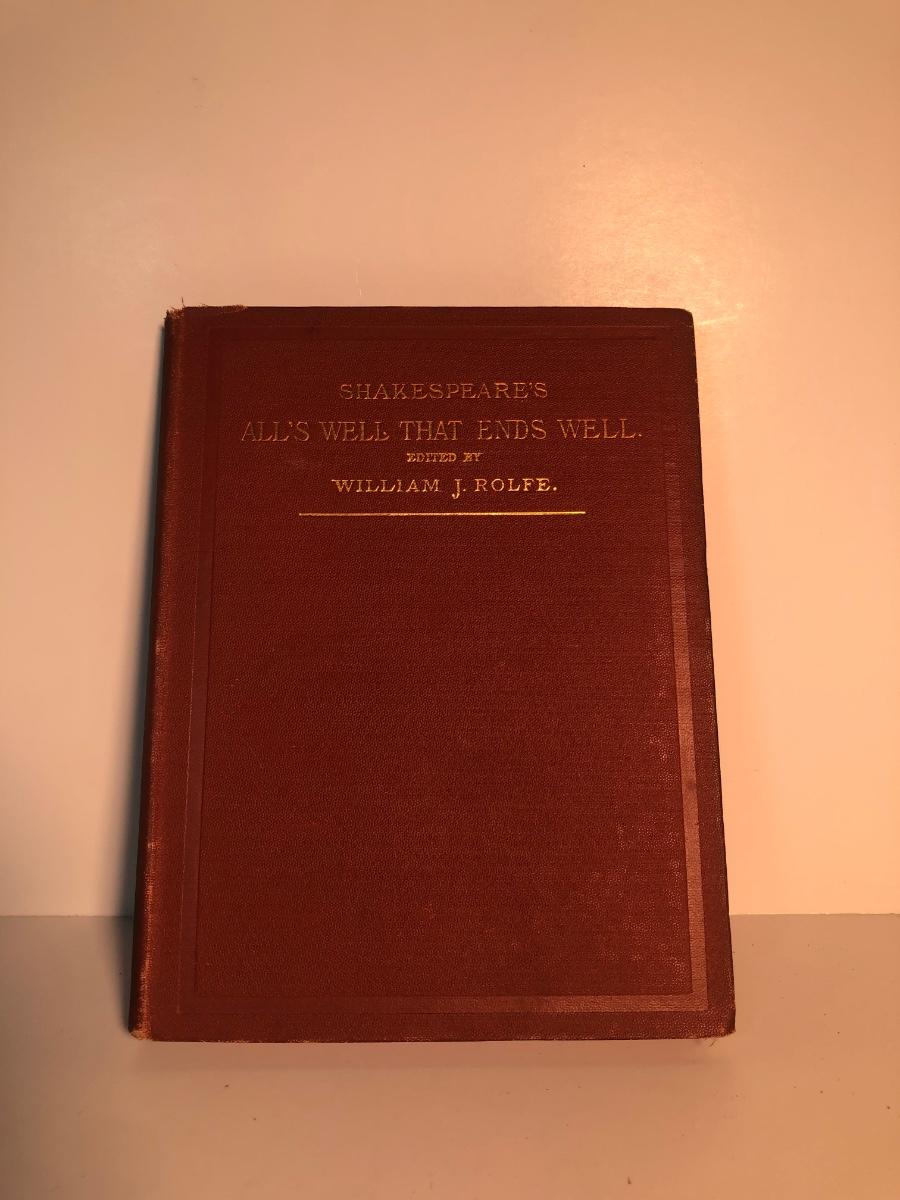 SHAKESPEARE'S
ALL'S WELL THAT ENDS WELL.
EDITED BY
WILLIAM J. ROLFE.